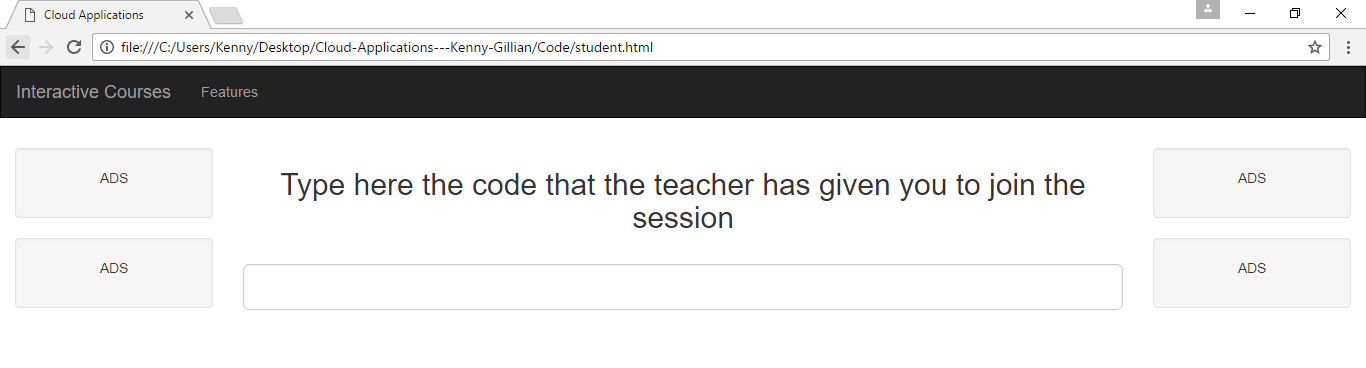 Cloud Applications
file:///C:/Users/Kenny/Desktop/Cloud-Applications---Kenny-Gillian/Code/student.html
Interactive Courses Features
ADS
Type here the code that the teacher has given you to join the
session
ADS
ADS
ADS